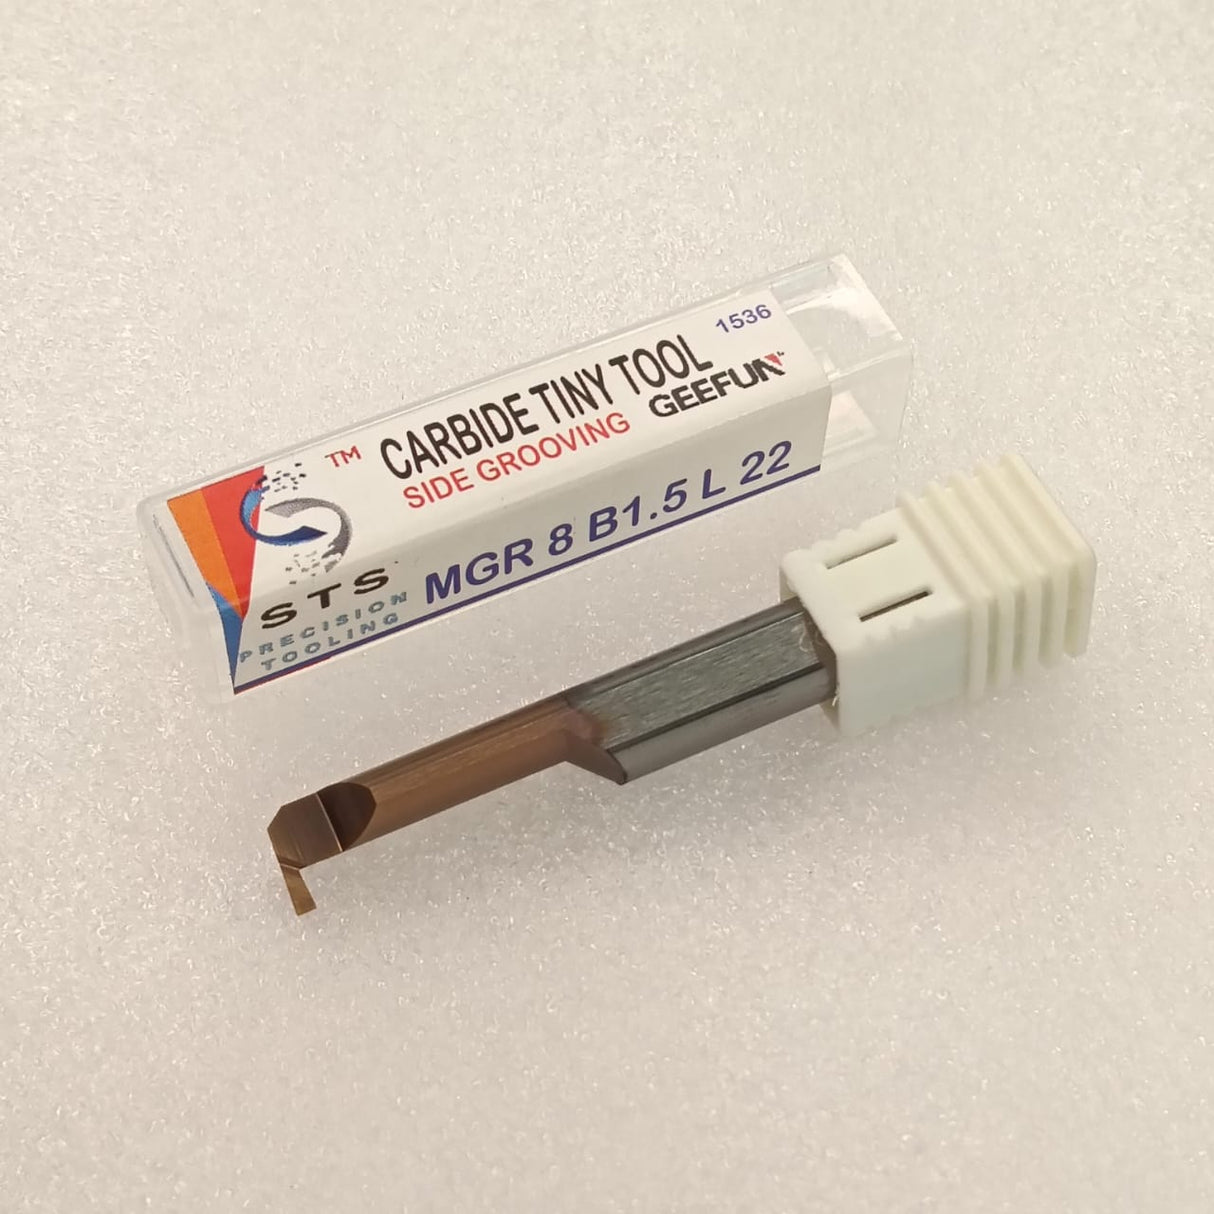 1536
™ CARBIDE TINY TOOL
SIDE GROOVING
GEEFUN
MGR 8 B1.5 L 22
STS
PRECISION
TOOLING